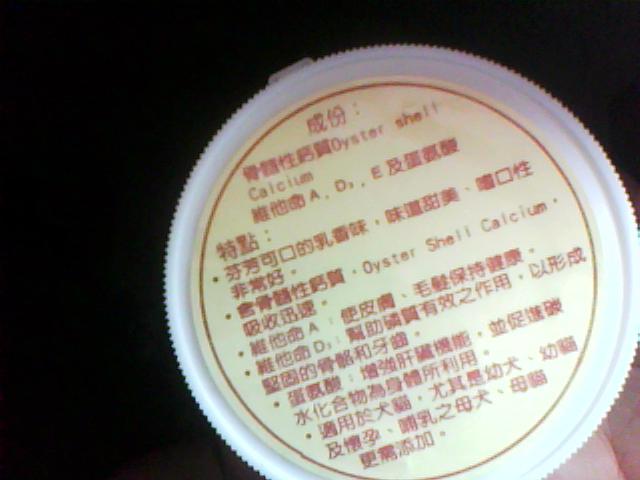 成份：
骨髓性鈣質Oyster shell
Calcium
維他命A．D₃．E及蛋氨酸
特點：
・芬芳可口的乳香味，味道甜美、嗜口性
非常好。
・含骨髓性鈣質，Oyster Shell Calcium，
吸收迅速。
・維他命A：使皮膚、毛髮保持健康。
・維他命D₃：幫助磷質有效之作用，以形成
堅固的骨骼和牙齒。
・蛋氨酸：增強肝臟機能，並促進碳
水化合物為身體所利用。
・適用於犬貓，尤其是幼犬、幼貓
及懷孕、哺乳之母犬、母貓
更需添加。